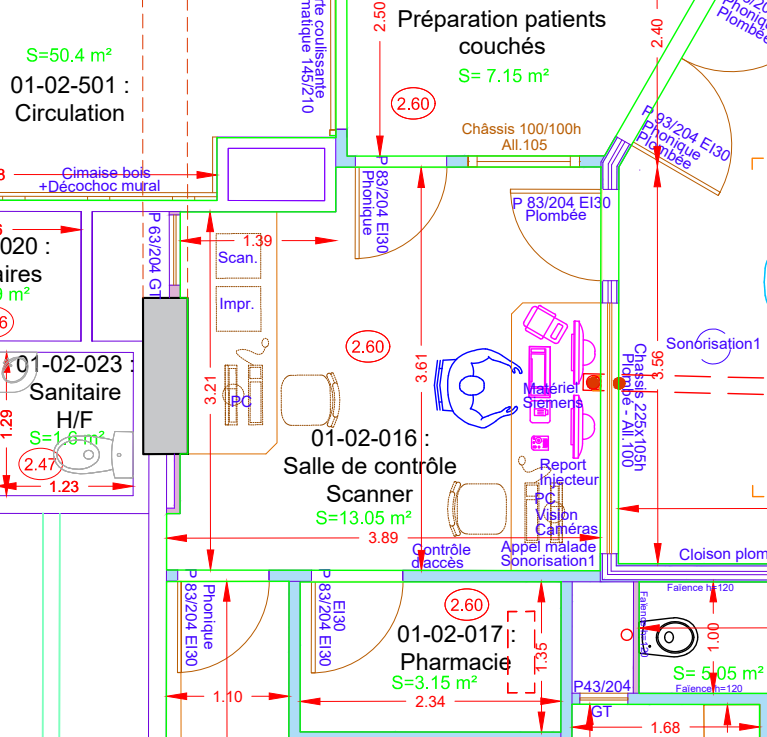 S=50.4 m²
01-02-501 :
Circulation
rte coulissante
matique 145/210
2.50
Préparation patients
couchés
S= 7.15 m²
2.60
2.40
Phonique
Plombée
Châssis 100/100h
All.105
P 93/204 EI30
Phonique
Plombée
Cimaise bois
+Décochoc mural
P 83/204 EI30
Phonique
P 83/204 EI30
Plombée
P 63/204 GT
1.39
Scan.
Impr.
PC
020 :
aires
m²
3.21
2.60
3.61
01-02-023 :
Sanitaire
H/F
S=1.6 m²
2.47
1.29
1.23
Matériel
Siemens
Chassis 225x105h
Plombé - All.100
3.56
Sonorisation1
01-02-016 :
Salle de contrôle
Scanner
S=13.05 m²
3.89
Report
Injecteur
PC
Vision
Caméras
Contrôle
d'accès
Appel malade
Sonorisation1
Cloison plom
P 83/204 EI30
Phonique
P 83/204 EI30
EI30
2.60
01-02-017 :
Pharmacie
S=3.15 m²
2.34
1.35
1.10
Faïence h=120
1.00
S= 5.05 m²
Faïence h=120
P43/204
GT
1.68